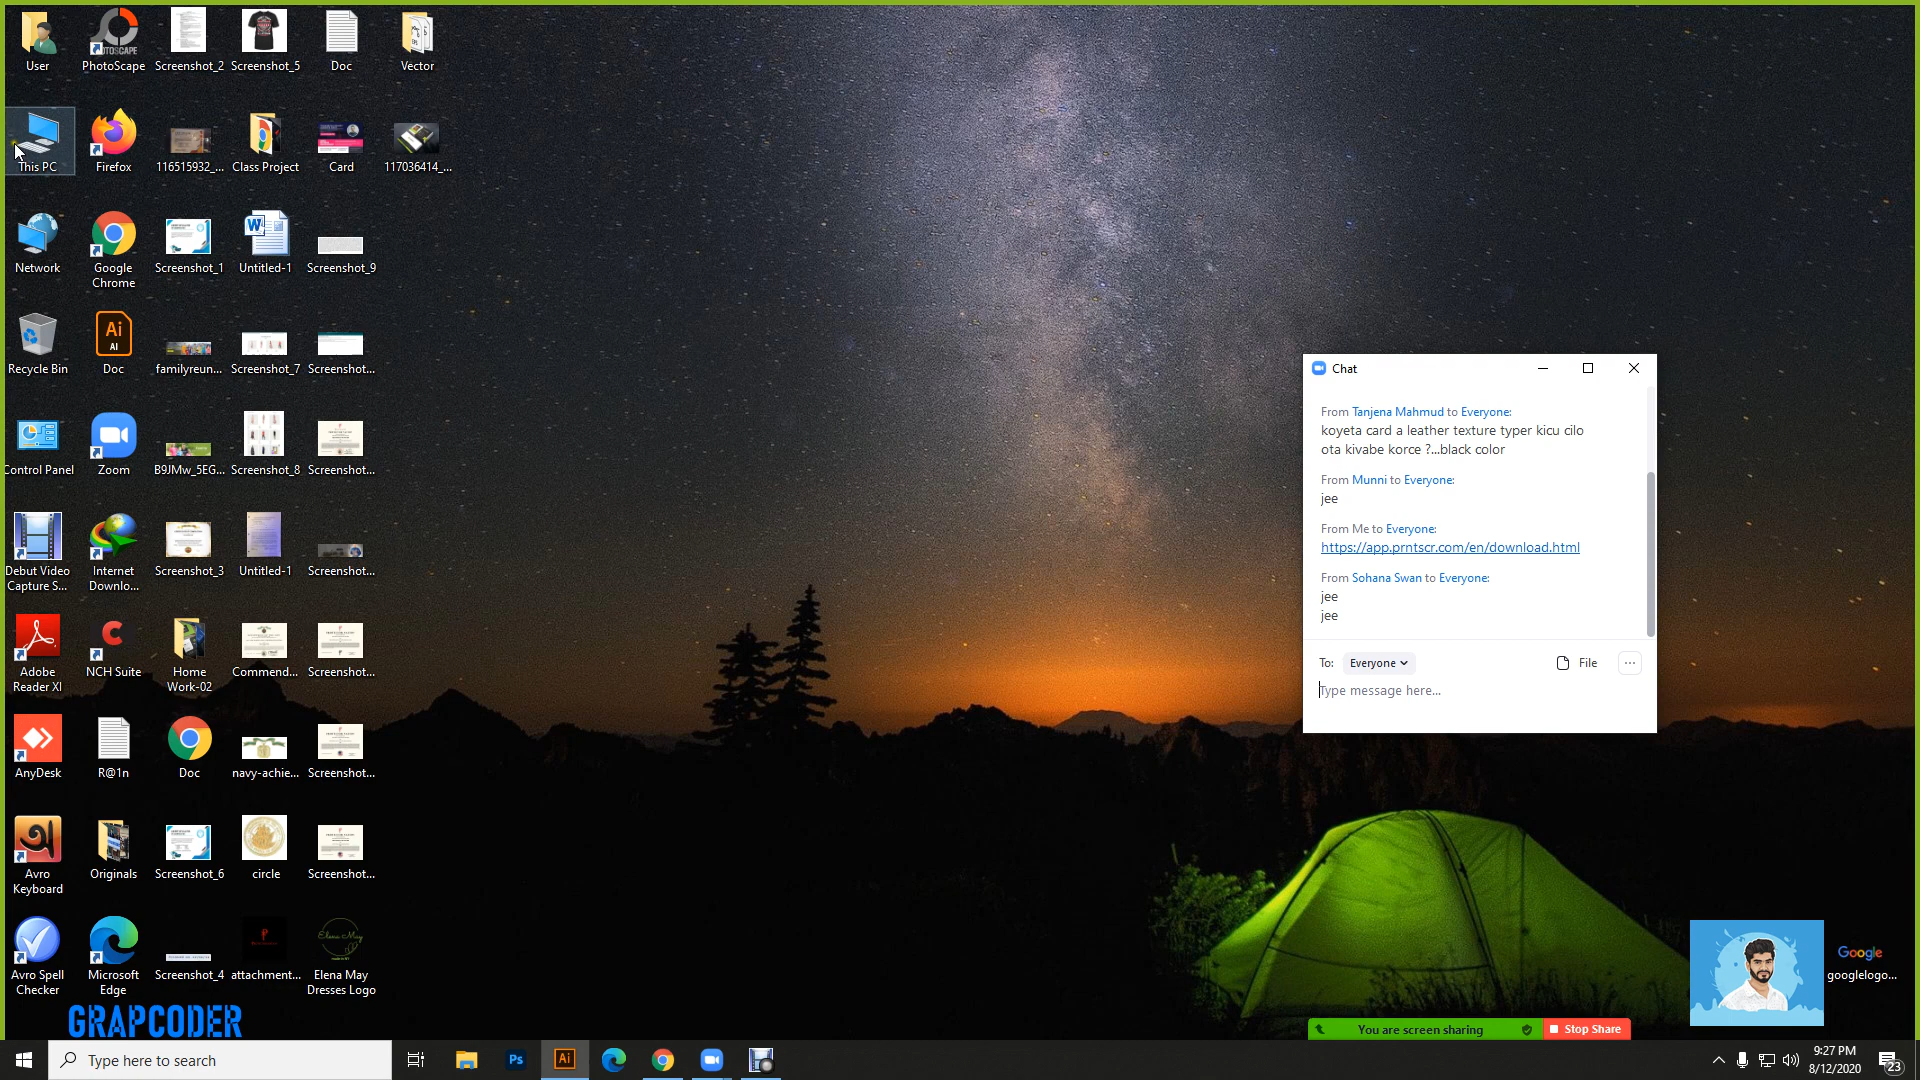 User
PhotoScape
Screenshot_2
Screenshot_5
Doc
Vector
This PC
Firefox
116515932_...
Class Project
Card
117036414_...
Network
Google
Chrome
Screenshot_1
Untitled-1
Screenshot_9
Recycle Bin
Ai
AI
Doc
familyreun...
Screenshot_7
Screenshot...
Control Panel
Zoom
B9JMw_5EG...
Screenshot_8
Screenshot...
Debut Video
Capture S...
Internet
Downlo...
Screenshot_3
Untitled-1
Screenshot...
Adobe
Reader XI
NCH Suite
Home
Work-02
Commend...
Screenshot...
AnyDesk
R@1n
Doc
navy-achie...
Screenshot...
Avro
Keyboard
Originals
Screenshot_6
circle
Screenshot...
Avro Spell
Checker
Microsoft
Edge
Screenshot_4
attachment...
Elena May
Dresses Logo
GRAPCODER
Chat
From Tanjena Mahmud to Everyone:
koyeta card a leather texture typer kicu cilo
ota kivabe korce ?...black color
From Munni to Everyone:
jee
From Me to Everyone:
https://app.prntscr.com/en/download.html
From Sohana Swan to Everyone:
jee
jee
To: Everyone
File
Type message here...
Google
googlelogo...
You are screen sharing
Stop Share
Type here to search
Ps
Ai
9:27 PM
8/12/2020
23